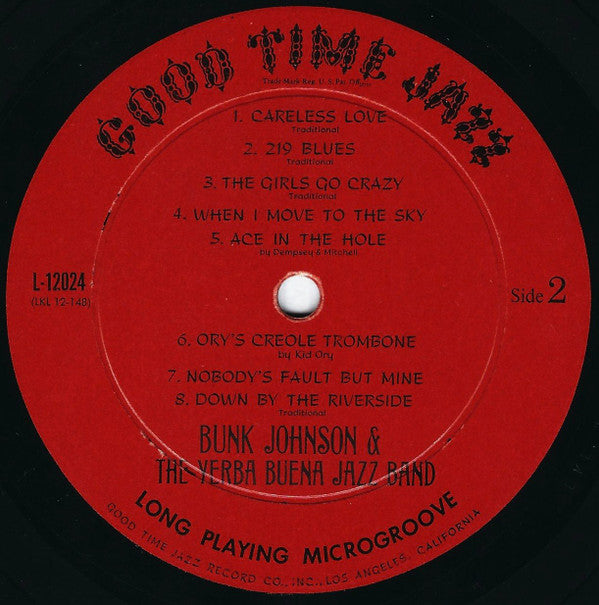 GOOD TIME JAZZ
Trade Mark Reg. U. S. Pat. Off.
1. CARELESS LOVE
Traditional
2. 219 BLUES
Traditional
3. THE GIRLS GO CRAZY
Traditional
4. WHEN I MOVE TO THE SKY
5. ACE IN THE HOLE
by Dempsey & Mitchell
L-12024
(LKL 12-148)
Side 2
6. ORY'S CREOLE TROMBONE
by Kid Ory
7. NOBODY'S FAULT BUT MINE
8. DOWN BY THE RIVERSIDE
Traditional
BUNK JOHNSON &
THE YERBA BUENA JAZZ BAND
LONG PLAYING MICROGROOVE
GOOD TIME JAZZ RECORD CO., INC., LOS ANGELES, CALIFORNIA